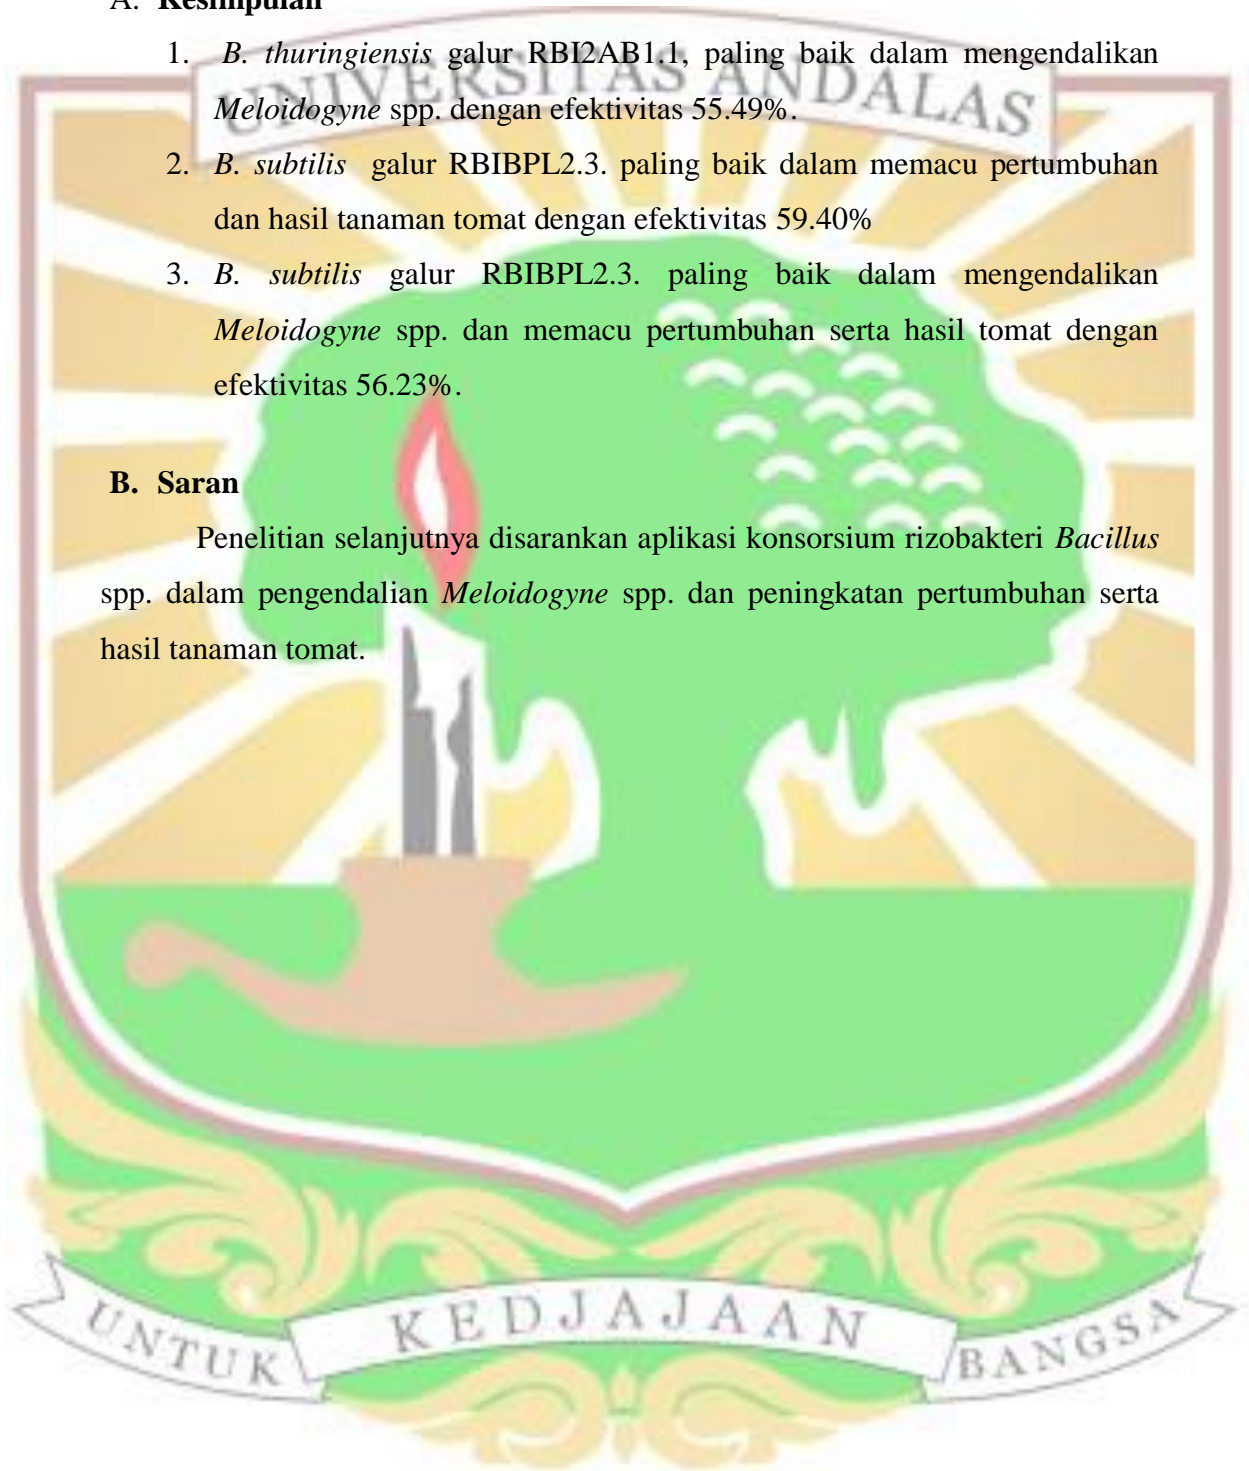 A. Kesimpulan
UNIVERSITAS ANDALAS
1. B. thuringiensis galur RBI2AB1.1, paling baik dalam mengendalikan
Meloidogyne spp. dengan efektivitas 55.49%.
2. B. subtilis galur RBIBPL2.3. paling baik dalam memacu pertumbuhan
dan hasil tanaman tomat dengan efektivitas 59.40%
3. B. subtilis galur RBIBPL2.3. paling baik dalam mengendalikan
Meloidogyne spp. dan memacu pertumbuhan serta hasil tomat dengan
efektivitas 56.23%.
B. Saran
Penelitian selanjutnya disarankan aplikasi konsorsium rizobakteri Bacillus
spp. dalam pengendalian Meloidogyne spp. dan peningkatan pertumbuhan serta
hasil tanaman tomat.
UNTUK KEDJAJAAN BANGSA